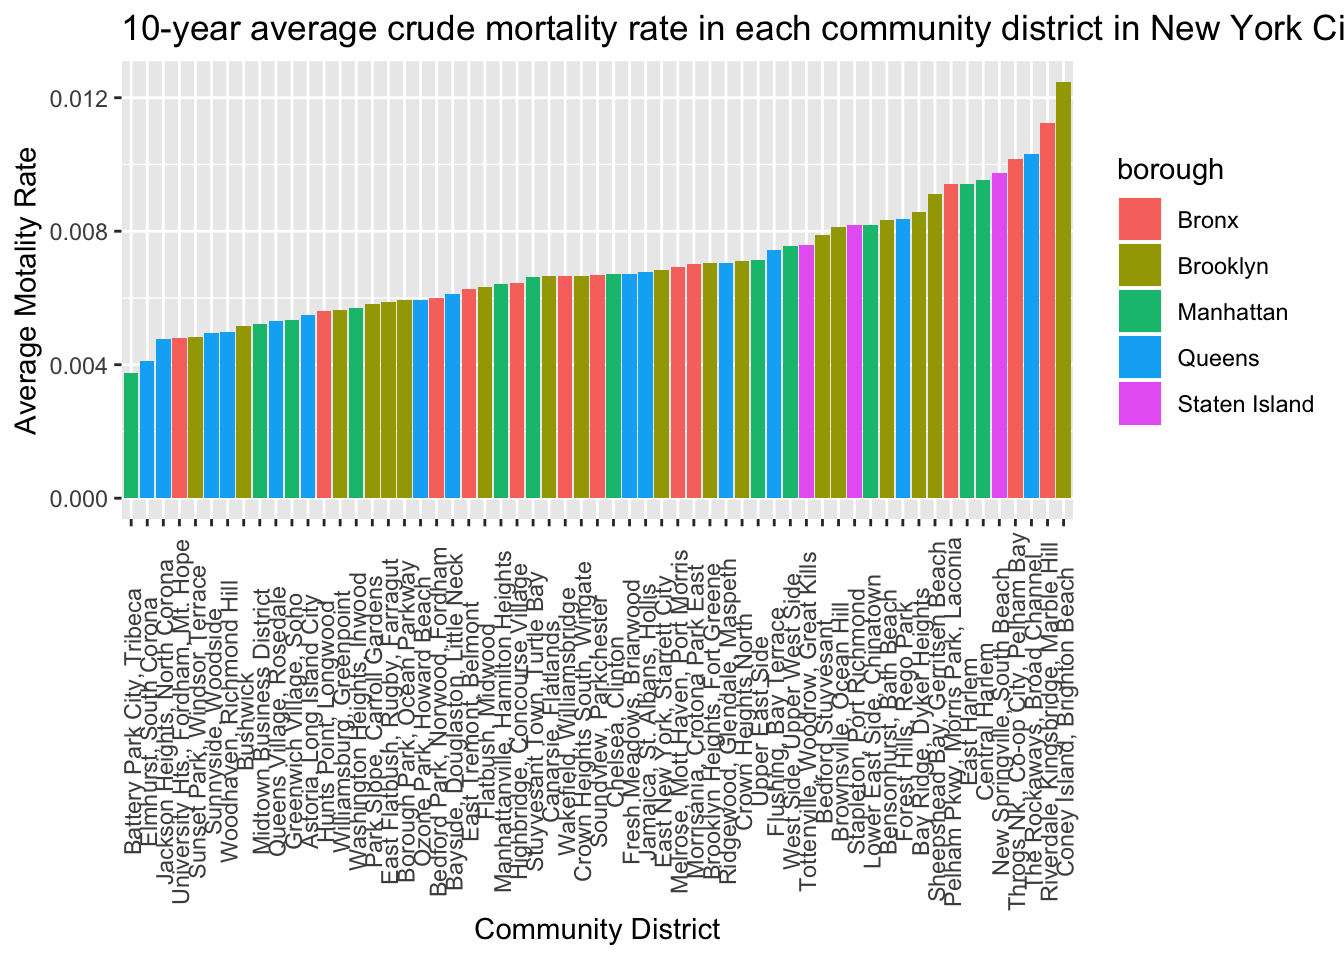 10-year average crude mortality rate in each community district in New York Ci
Average Motality Rate
0.012
0.008
0.004
0.000
borough
Bronx
Brooklyn
Manhattan
Queens
Staten Island
Battery Park City, Tribeca
Elmhurst, South Corona
Jackson Heights, North Corona
University Hts, Fordham, Mt. Hope
Sunset Park, Windsor Terrace
Sunnyside, Woodside
Woodhaven, Richmond Hill
Bushwick
Midtown Business District
Queens Village, Rosedale
Greenwich Village, Soho
Astoria, Long Island City
Hunts Point, Longwood
Williamsburg, Greenpoint
Washington Heights, Inwood
Park Slope, Carroll Gardens
East Flatbush, Rugby, Farragut
Borough Park, Ocean Parkway
Ozone Park, Howard Beach
Bedford Park, Norwood, Fordham
Bayside, Douglaston, Little Neck
East Tremont, Belmont
Flatbush, Midwood
Manhattanville, Hamilton Heights
Highbridge, Concourse Village
Stuyvesant Town, Turtle Bay
Canarsie, Flatlands
Wakefield, Williamsbridge
Crown Heights South, Wingate
Soundview, Parkchester
Chelsea, Clinton
Fresh Meadows, Briarwood
Jamaica, St. Albans, Hollis
East New York, Starrett City
Melrose, Mott Haven, Port Morris
Morrisania, Crotona Park East
Brooklyn Heights, Fort Greene
Ridgewood, Glendale, Maspeth
Crown Heights North
Upper East Side
Flushing, Bay Terrace
West Side, Upper West Side
Tottenville, Woodrow, Great Kills
Bedford Stuyvesant
Brownsville, Ocean Hill
Stapleton, Port Richmond
Lower East Side, Chinatown
Bensonhurst, Bath Beach
Forest Hills, Rego Park
Bay Ridge, Dyker Heights
Sheepshead Bay, Gerritsen Beach
Pelham Pkwy, Morris Park, Laconia
East Harlem
Central Harlem
New Springville, South Beach
Throgs NK, Co-op City, Pelham Bay
The Rockaways, Broad Channel
Riverdale, Kingsbridge, Marble Hill
Coney Island, Brighton Beach
Community District